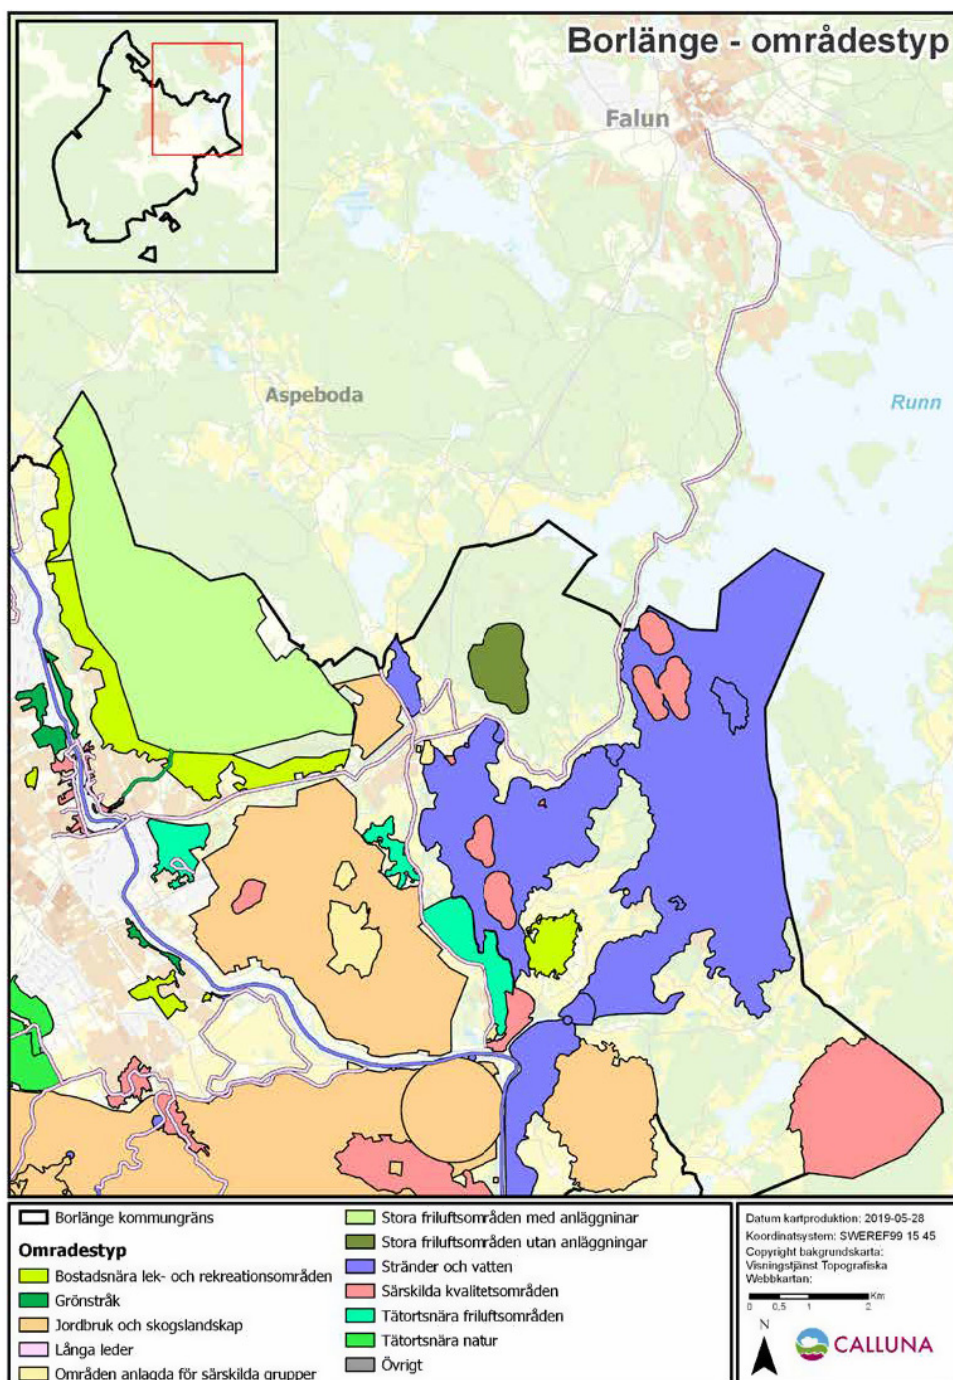 Borlänge - områdestyp
Falun
Aspeboda
Runn
Borlänge kommungräns
Omradestyp
Bostadsnära lek- och rekreationsområden
Grönstråk
Jordbruk och skogslandskap
Långa leder
Områden anlagda för särskilda grupper
Stora friluftsområden med anläggninar
Stora friluftsområden utan anläggningar
Stränder och vatten
Särskilda kvalitetsområden
Tätortsnära friluftsområden
Tätortsnära natur
Övrigt
Datum kartproduktion: 2019-05-28
Koordinatsystem: SWEREF99 15 45
Copyright bakgrundskarta:
Visningstjänst Topografiska
Webbkartan:
Km
0 0,5 1 2
N
CALLUNA